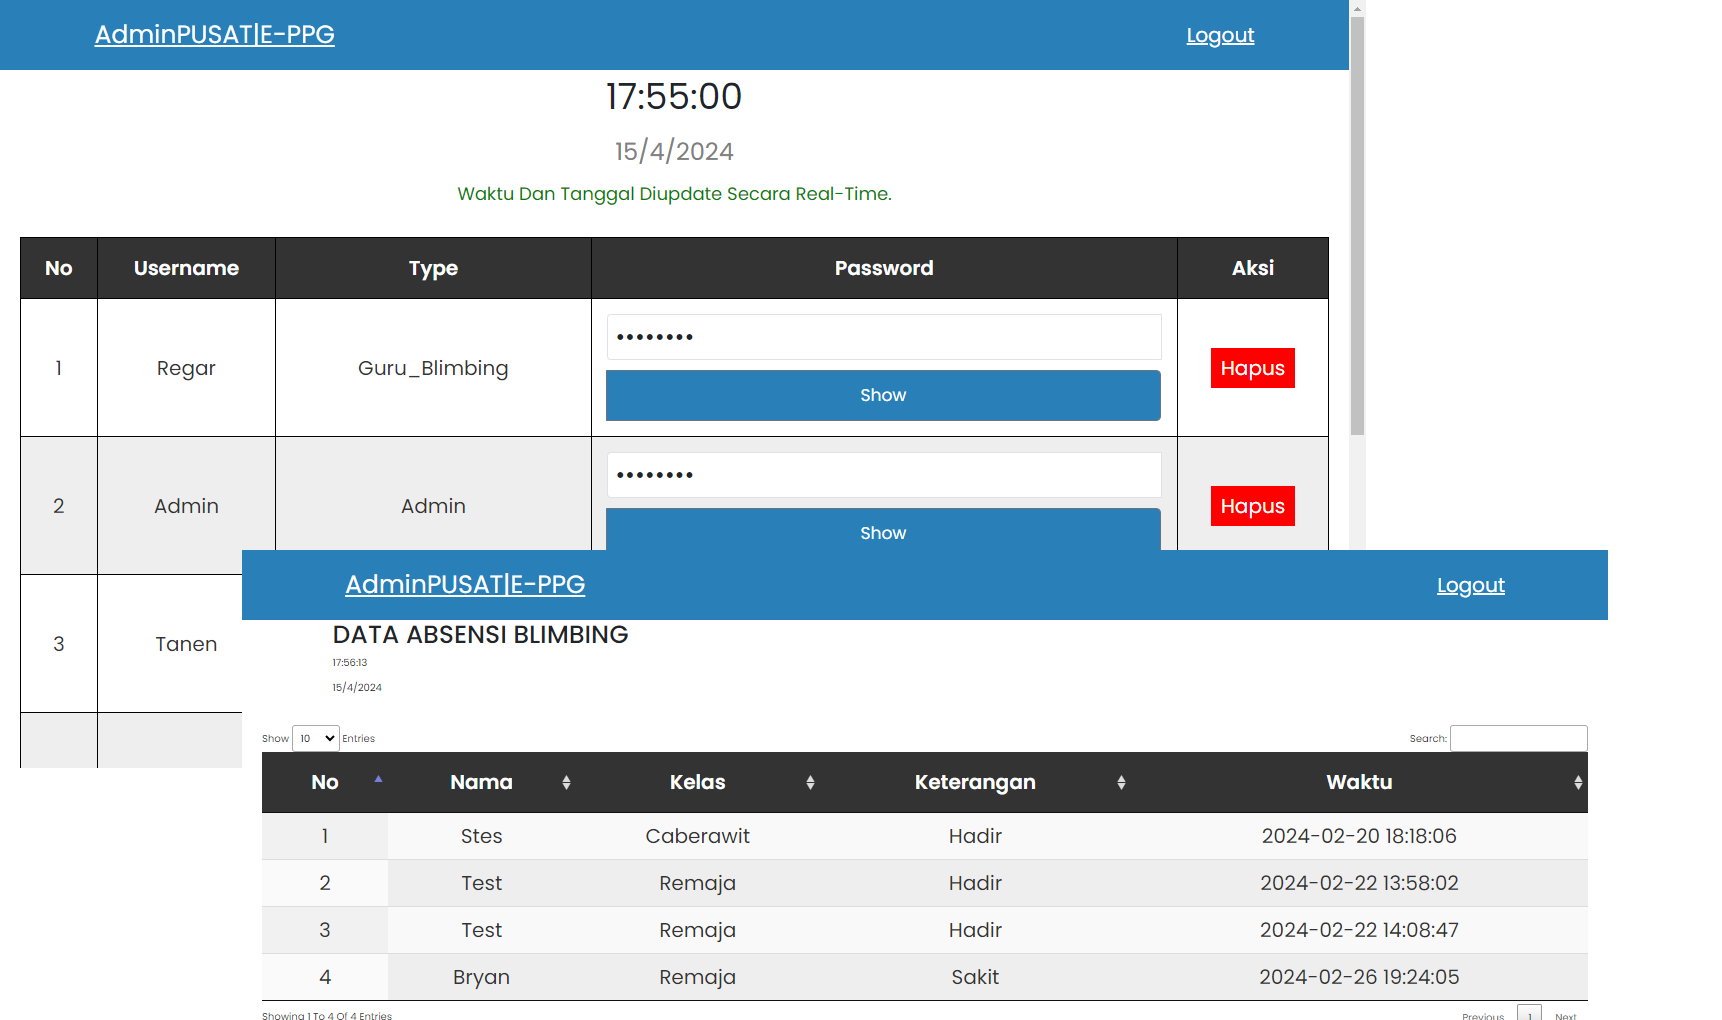 AdminPUSAT|E-PPG Logout
17:55:00
15/4/2024
Waktu Dan Tanggal Diupdate Secara Real-Time.
No Username Type Password Aksi
1 Regar Guru_Blimbing •••••••• Show Hapus
2 Admin Admin •••••••• Show Hapus
3 Tanen
AdminPUSAT|E-PPG Logout
DATA ABSENSI BLIMBING
17:56:13
15/4/2024
Show 10 Entries Search:
No Nama Kelas Keterangan Waktu
1 Stes Caberawit Hadir 2024-02-20 18:18:06
2 Test Remaja Hadir 2024-02-22 13:58:02
3 Test Remaja Hadir 2024-02-22 14:08:47
4 Bryan Remaja Sakit 2024-02-26 19:24:05
Showing 1 To 4 Of 4 Entries Previous 1 Next